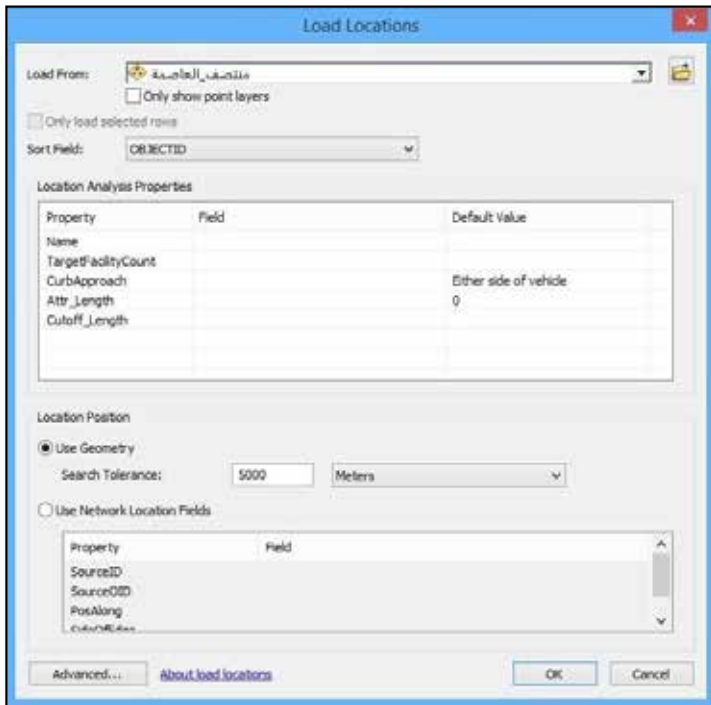 Load Locations
Load From: منتصف_العاصمة
Only show point layers
Only load selected rows
Sort Field: OBJECTID
Location Analysis Properties
Property Field Default Value
Name
TargetFacilityCount
CurbApproach Either side of vehicle
Attr_Length 0
Cutoff_Length
Location Position
Use Geometry
Search Tolerance: 5000 Meters
Use Network Location Fields
Property Field
SourceID
SourceOID
PosAlong
Advanced... About load locations OK Cancel